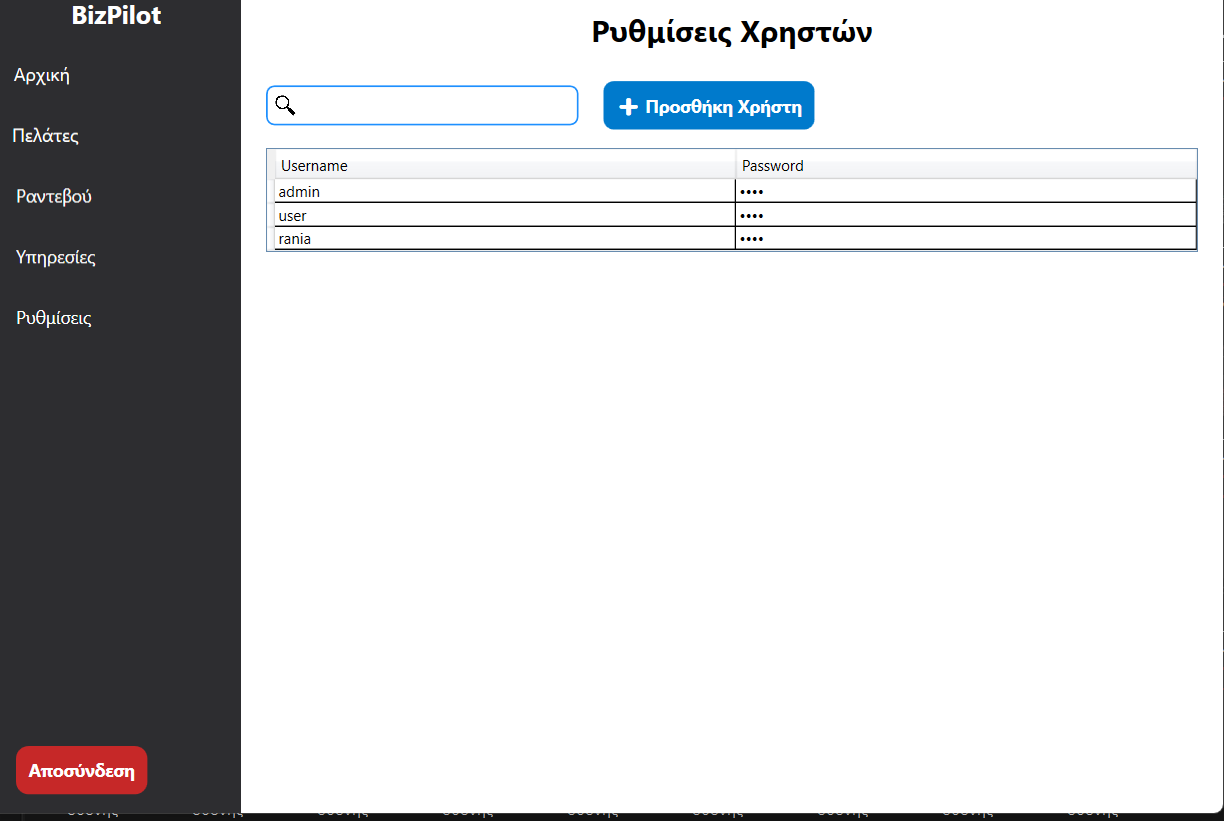 BizPilot
Αρχική
Πελάτες
Ραντεβού
Υπηρεσίες
Ρυθμίσεις
Αποσύνδεση
Ρυθμίσεις Χρηστών
Προσθήκη Χρήστη
Username Password
admin ••••
user ••••
rania ••••